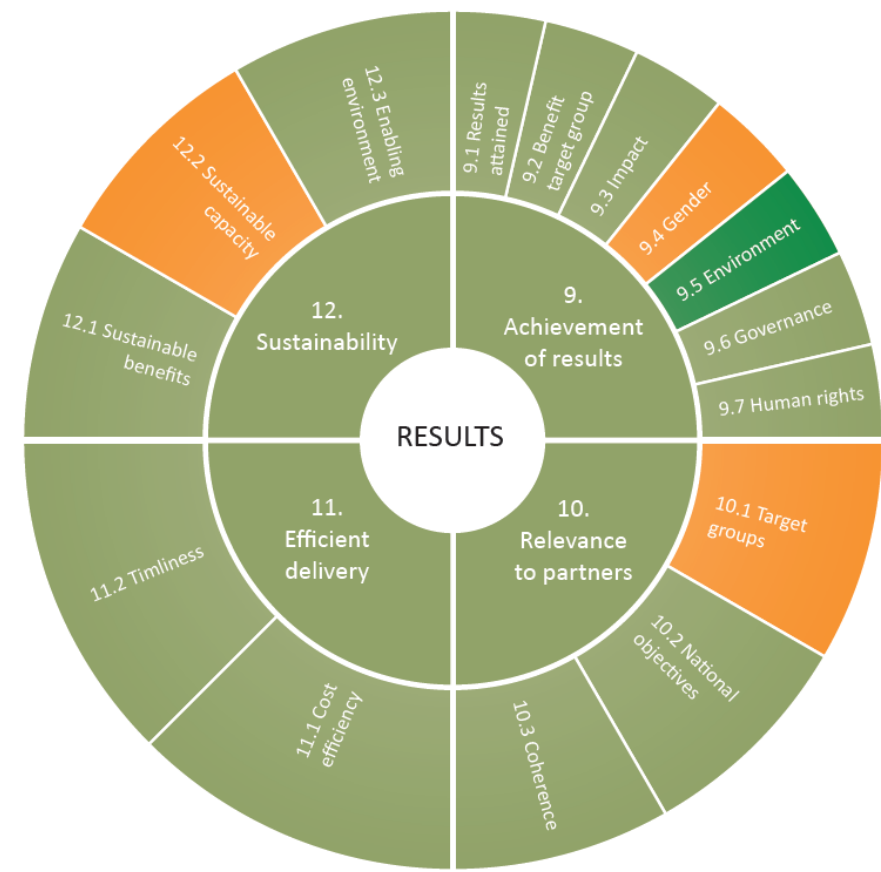 RESULTS
9.
Achievement
of results
9.1 Results
attained
9.2 Benefit
target group
9.3 Impact
9.4 Gender
9.5 Environment
9.6 Governance
9.7 Human rights
10.
Relevance
to partners
10.1 Target
groups
10.2 National
objectives
10.3 Coherence
11.
Efficient
delivery
11.1 Cost
efficiency
11.2 Timliness
12.
Sustainability
12.1 Sustainable
benefits
12.2 Sustainable
capacity
12.3 Enabling
environment